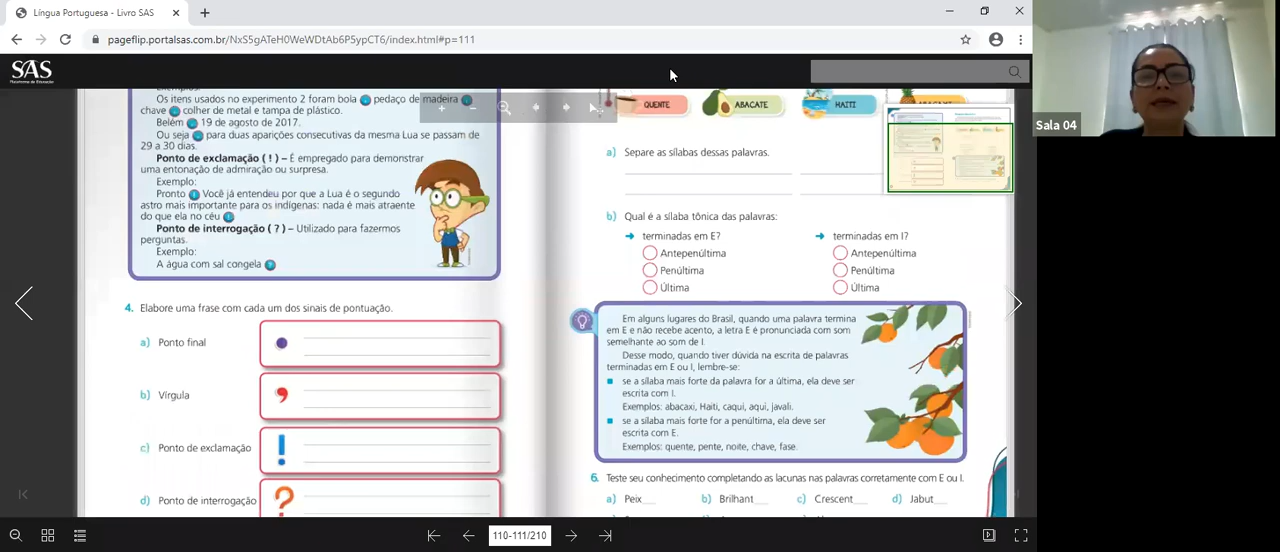 Língua Portuguesa - Livro SAS
pageflip.portalsas.com.br/NxS5gATeH0WeWDtAb6P5ypCT6/index.html#p=111
SAS
Plataforma de Educação
Sala 04
Exemplos:
Os itens usados no experimento 2 foram bola , pedaço de madeira ,
chave , colher de metal e tampa de plástico.
Belém , 19 de agosto de 2017.
Ou seja , para duas aparições consecutivas da mesma Lua se passam de
29 a 30 dias.
Ponto de exclamação ( ! ) – É empregado para demonstrar
uma entonação de admiração ou surpresa.
Exemplo:
Pronto ! Você já entendeu por que a Lua é o segundo
astro mais importante para os indígenas: nada é mais atraente
do que ela no céu !
Ponto de interrogação ( ? ) – Utilizado para fazermos
perguntas.
Exemplo:
A água com sal congela ?
4. Elabore uma frase com cada um dos sinais de pontuação.
a) Ponto final
.
b) Vírgula
,
c) Ponto de exclamação
!
d) Ponto de interrogação
?
QUENTE
ABACATE
HAITI
ABACAXI
a) Separe as sílabas dessas palavras.
b) Qual é a sílaba tônica das palavras:
terminadas em E?
Antepenúltima
Penúltima
Última
terminadas em I?
Antepenúltima
Penúltima
Última
Em alguns lugares do Brasil, quando uma palavra termina
em E e não recebe acento, a letra E é pronunciada com som
semelhante ao som de I.
Desse modo, quando tiver dúvida na escrita de palavras
terminadas em E ou I, lembre-se:
se a sílaba mais forte da palavra for a última, ela deve ser
escrita com I.
Exemplos: abacaxi, Haiti, caqui, aqui, javali.
se a sílaba mais forte for a penúltima, ela deve ser
escrita com E.
Exemplos: quente, pente, noite, chave, fase.
6. Teste seu conhecimento completando as lacunas nas palavras corretamente com E ou I.
a) Peix___ b) Brilhant___ c) Crescent___ d) Jabut___
110-111/210